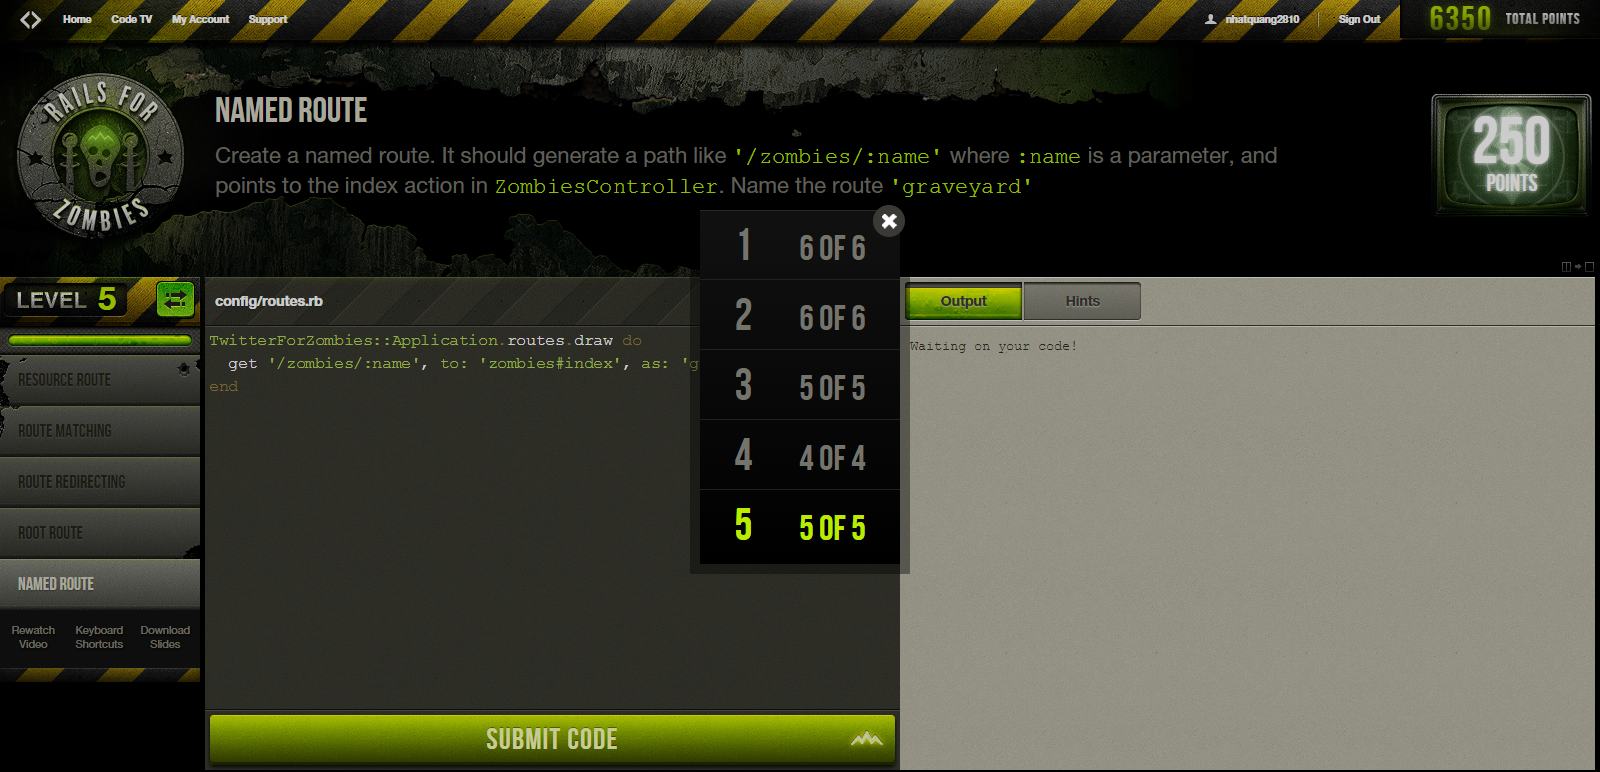 Home Code TV My Account Support
nhatquang2810 Sign Out
6350 TOTAL POINTS
RAILS FOR
ZOMBIES
NAMED ROUTE
Create a named route. It should generate a path like '/zombies/:name' where :name is a parameter, and
points to the index action in ZombiesController. Name the route 'graveyard'
250
POINTS
1 6 OF 6
2 6 OF 6
3 5 OF 5
4 4 OF 4
5 5 OF 5
LEVEL 5
RESOURCE ROUTE
ROUTE MATCHING
ROUTE REDIRECTING
ROOT ROUTE
NAMED ROUTE
Rewatch
Video
Keyboard
Shortcuts
Download
Slides
config/routes.rb
TwitterForZombies::Application.routes.draw do
get '/zombies/:name', to: 'zombies#index', as: 'g
end
SUBMIT CODE
Output Hints
Waiting on your code!